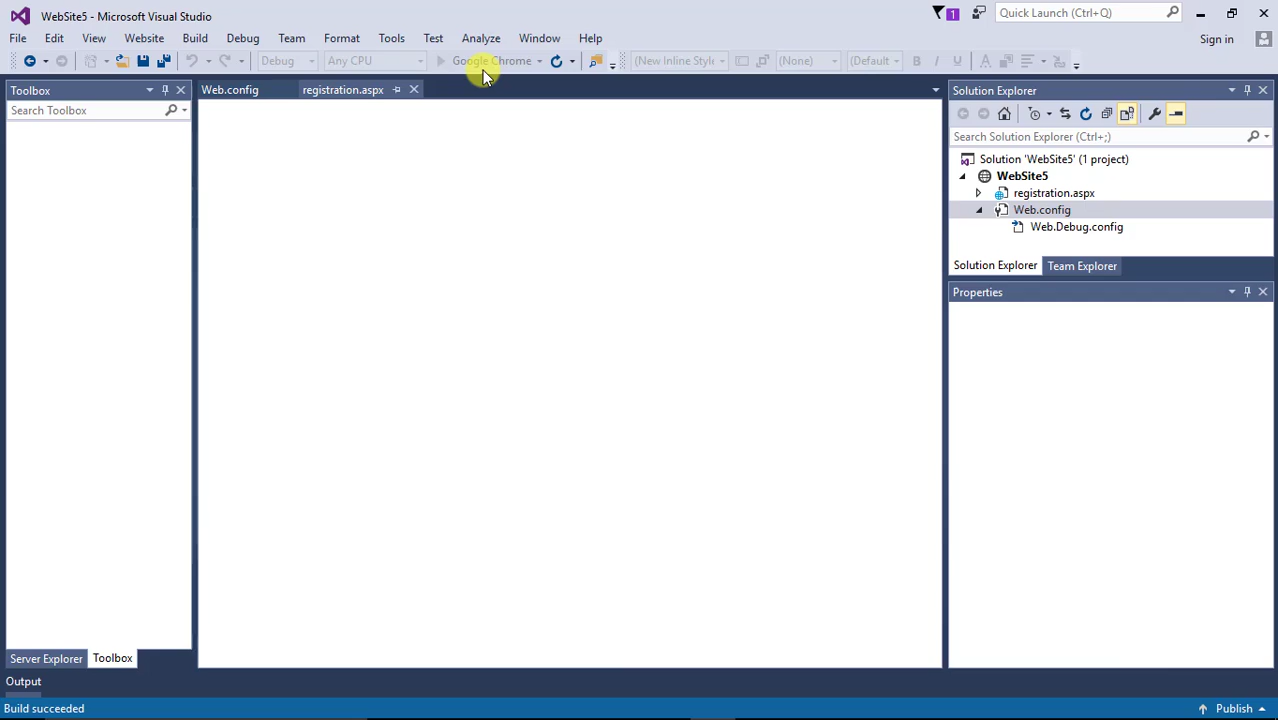 WebSite5 - Microsoft Visual Studio
1
Quick Launch (Ctrl+Q)
File Edit View Website Build Debug Team Format Tools Test Analyze Window Help
Sign in
Debug Any CPU Google Chrome (New Inline Style (None) (Default B I U A
Toolbox
Web.config registration.aspx
Solution Explorer
Search Toolbox
Search Solution Explorer (Ctrl+;)
Solution 'WebSite5' (1 project)
WebSite5
registration.aspx
Web.config
Web.Debug.config
Solution Explorer Team Explorer
Properties
Server Explorer Toolbox
Output
Build succeeded
Publish